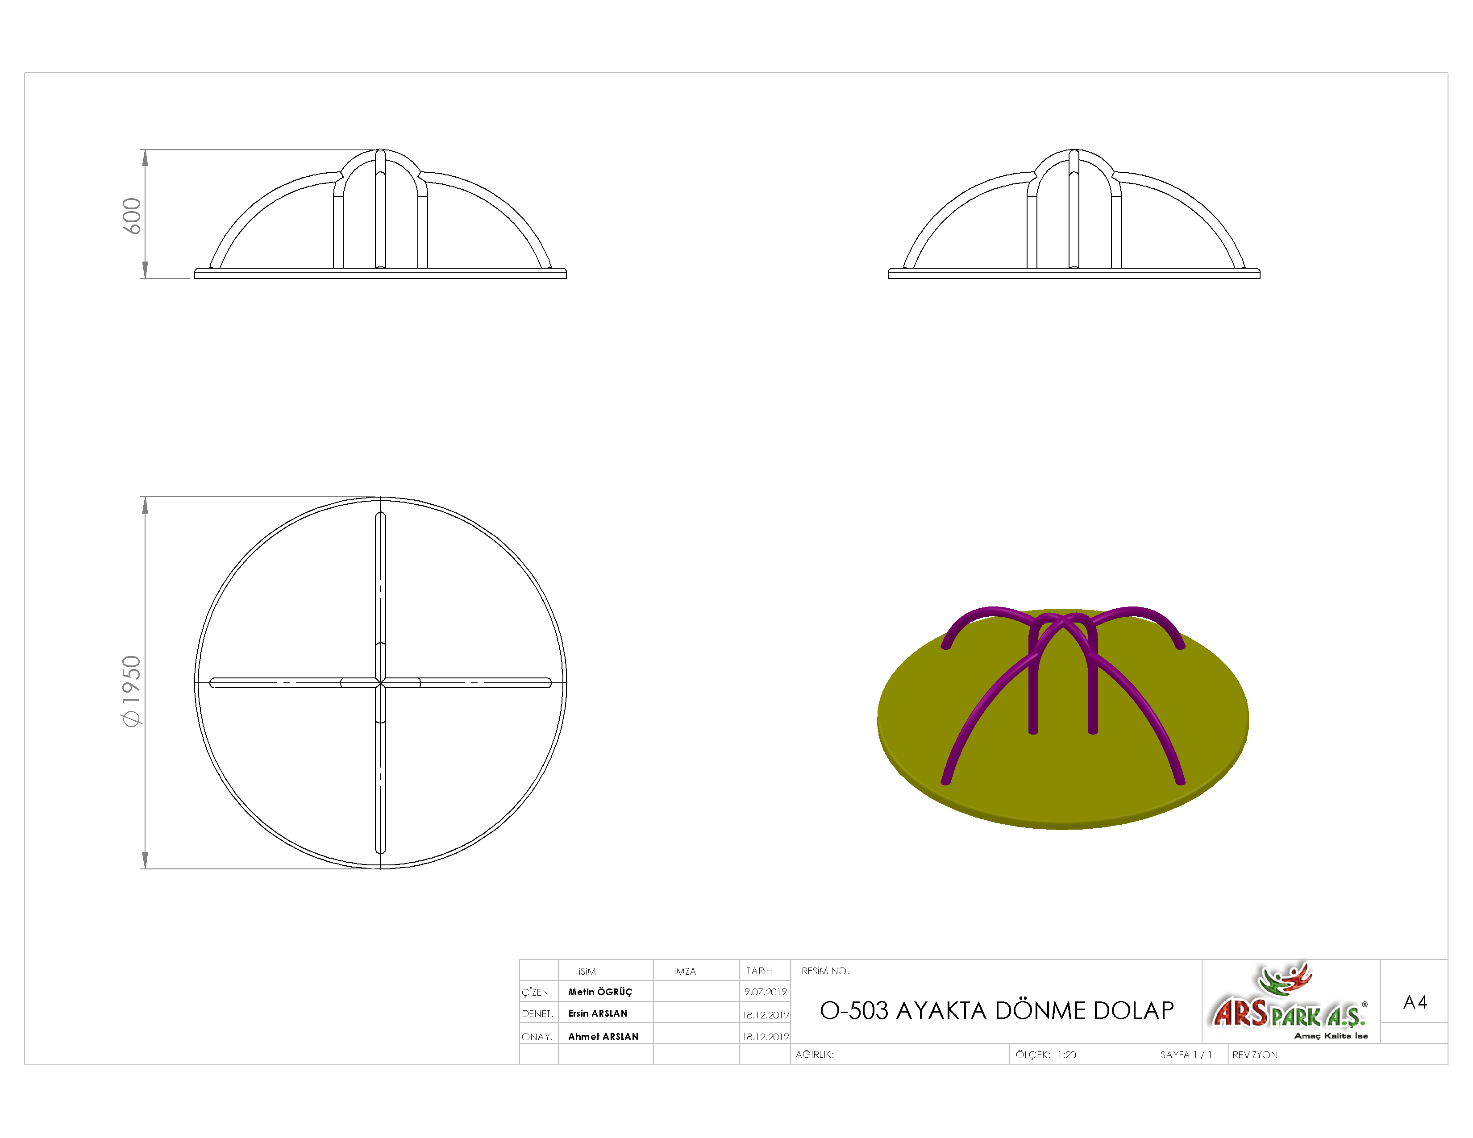 600
⌀1950
İSİM İMZA TARİH RESİM NO.
ÇİZEN. Metin ÖGRÜÇ 9.07.2019
DENET. Ersin ARSLAN 18.12.2019
ONAY. Ahmet ARSLAN 18.12.2019
O-503 AYAKTA DÖNME DOLAP
ARSPARK A.Ş.®
Amaç Kalite İse
A4
AĞIRLIK: ÖLÇEK: 1:20 SAYFA 1 / 1 REVİZYON